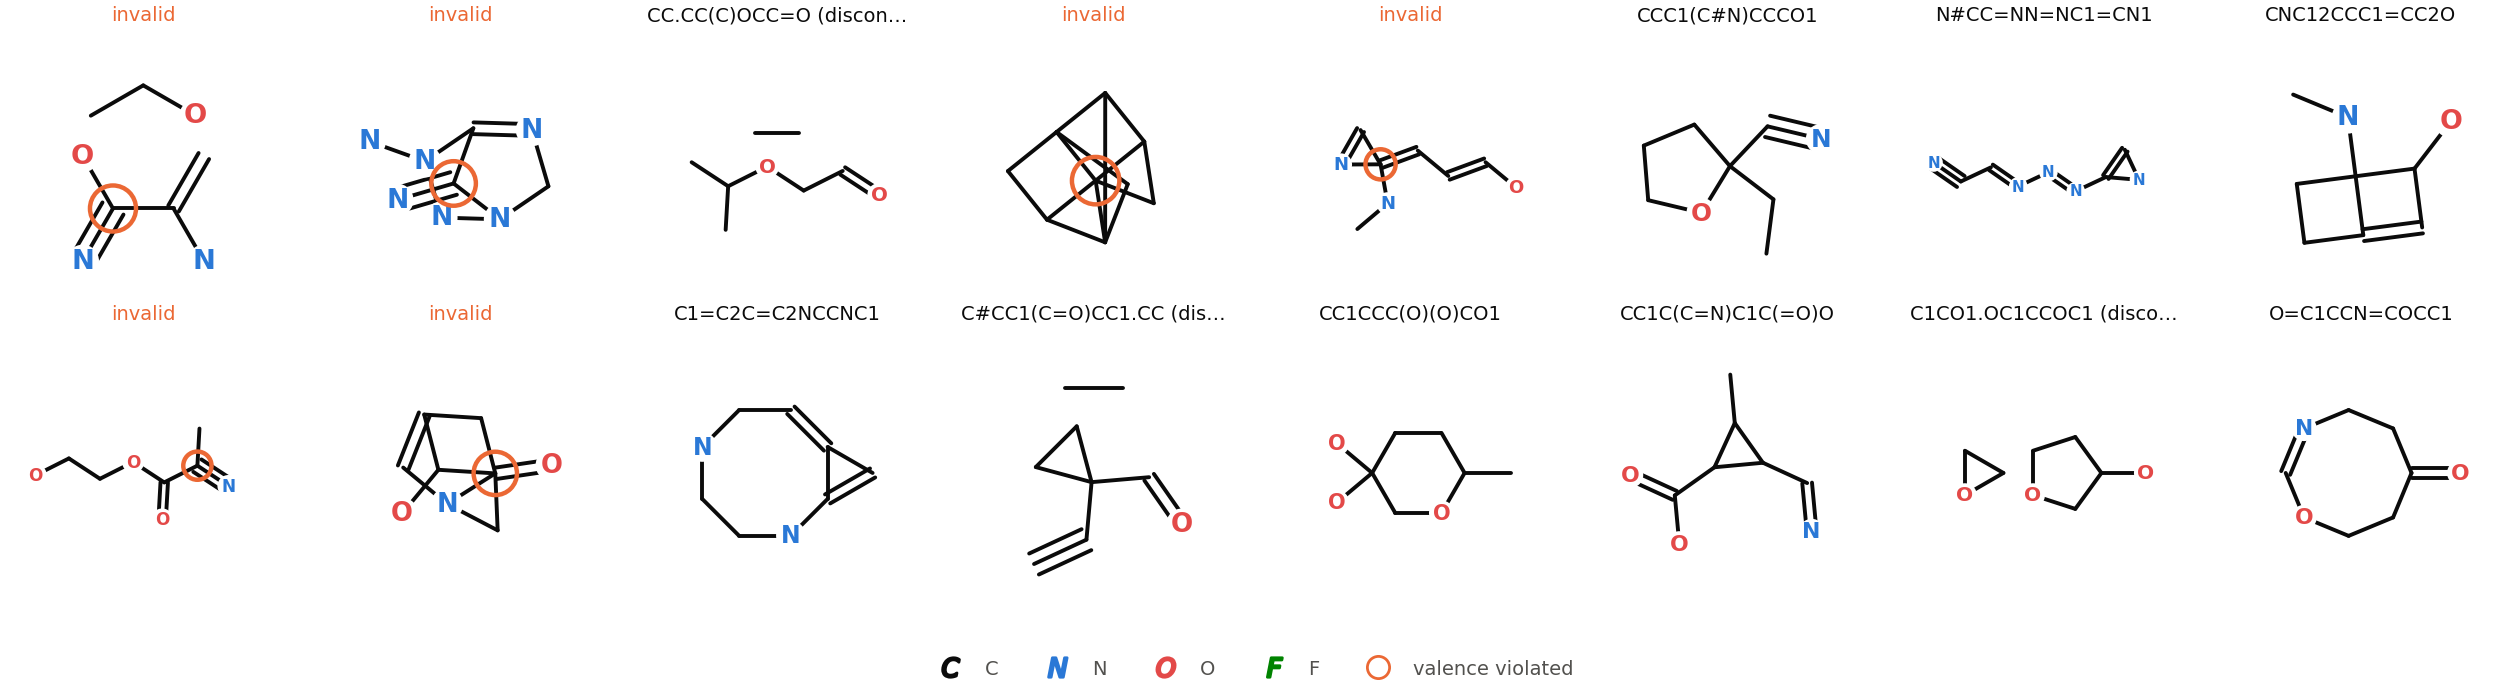 invalid invalid CC.CC(C)OCC=O (discon... invalid invalid CCC1(C#N)CCCO1 N#CC=NN=NC1=CN1 CNC12CCC1=CC2O
O N O N N N N N O O N N O N N N N N N N O
invalid invalid C1=C2C=C2NCCNC1 C#CC1(C=O)CC1.CC (dis... CC1CCC(O)(O)CO1 CC1C(C=N)C1C(=O)O C1CO1.OC1CCOC1 (disco... O=C1CCN=COCC1
O O O N O N O N N O O O O O O N O O O N O O
C C N N O O F F valence violated